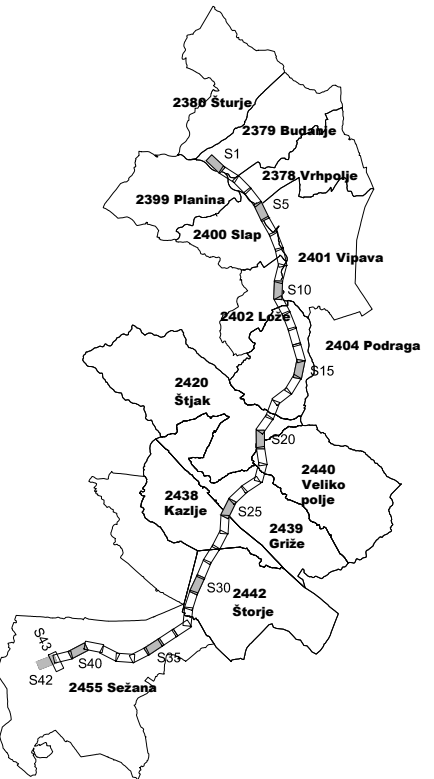 2386 Šturje
2379 Budanje
S1
2378 Vrhpolje
2399 Planina
S5
2400 Slap
2401 Vipava
S10
2402 Lože
2404 Podraga
S15
2420
Štjak
S20
2440
Veliko
polje
2438
Kazlje
S25
2439
Griže
S30
2442
Štorje
S43
S40
S35
S42
2455 Sežana